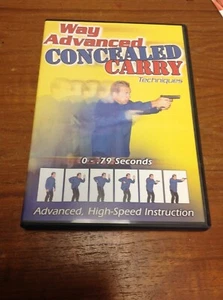 Way
Advanced
CONCEALED
CARRY
Techniques
0 - .79 Seconds
Advanced, High-Speed Instruction